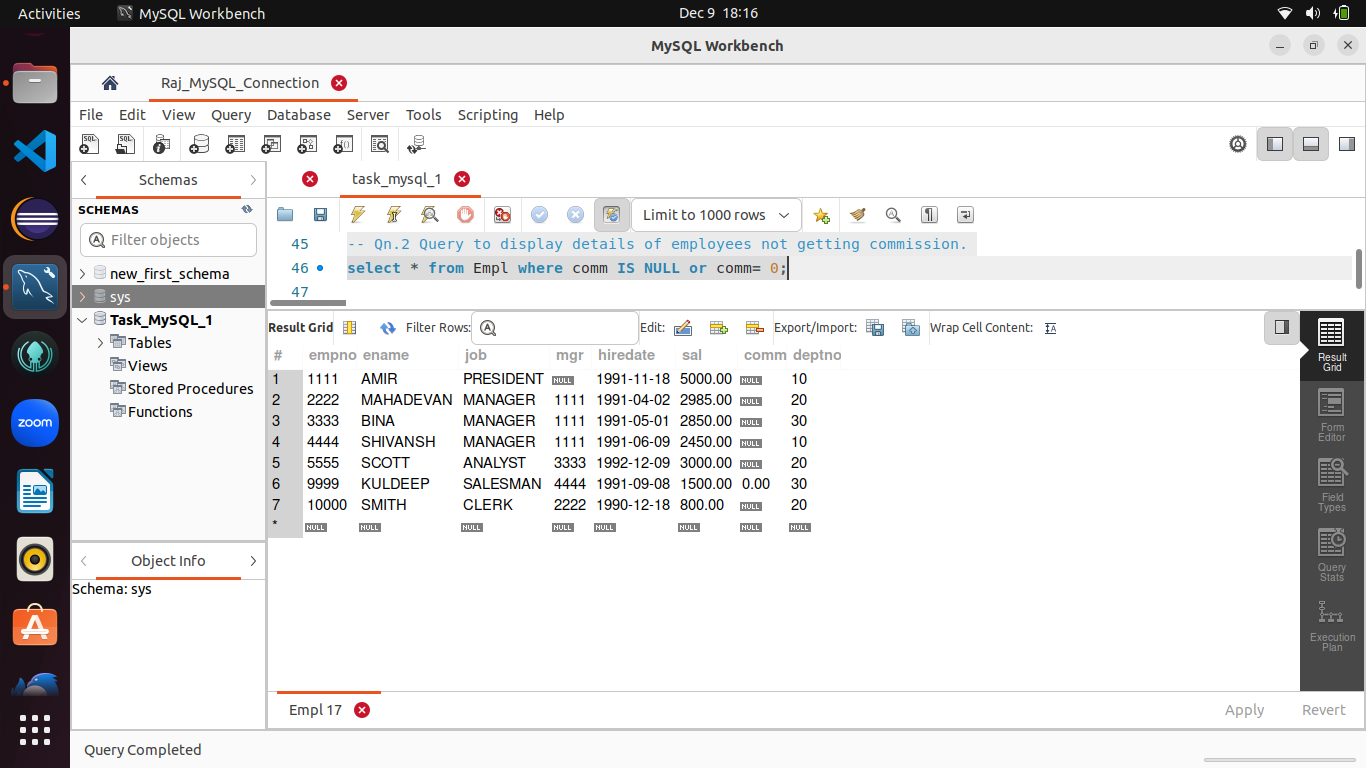 Activities MySQL Workbench Dec 9 18:16
MySQL Workbench
Raj_MySQL_Connection
File Edit View Query Database Server Tools Scripting Help
Schemas
SCHEMAS
Filter objects
new_first_schema
sys
Task_MySQL_1
Tables
Views
Stored Procedures
Functions
Object Info
Schema: sys
zoom
task_mysql_1
Limit to 1000 rows
45 -- Qn.2 Query to display details of employees not getting commission.
46 select * from Empl where comm IS NULL or comm= 0;
47
Result Grid Filter Rows: Edit: Export/Import: Wrap Cell Content:
# empno ename job mgr hiredate sal comm deptno
1 1111 AMIR PRESIDENT NULL 1991-11-18 5000.00 NULL 10
2 2222 MAHADEVAN MANAGER 1111 1991-04-02 2985.00 NULL 20
3 3333 BINA MANAGER 1111 1991-05-01 2850.00 NULL 30
4 4444 SHIVANSH MANAGER 1111 1991-06-09 2450.00 NULL 10
5 5555 SCOTT ANALYST 3333 1992-12-09 3000.00 NULL 20
6 9999 KULDEEP SALESMAN 4444 1991-09-08 1500.00 0.00 30
7 10000 SMITH CLERK 2222 1990-12-18 800.00 NULL 20
* NULL NULL NULL NULL NULL NULL NULL NULL
Result
Grid
Form
Editor
Field
Types
Query
Stats
Execution
Plan
Empl 17 Apply Revert
Query Completed